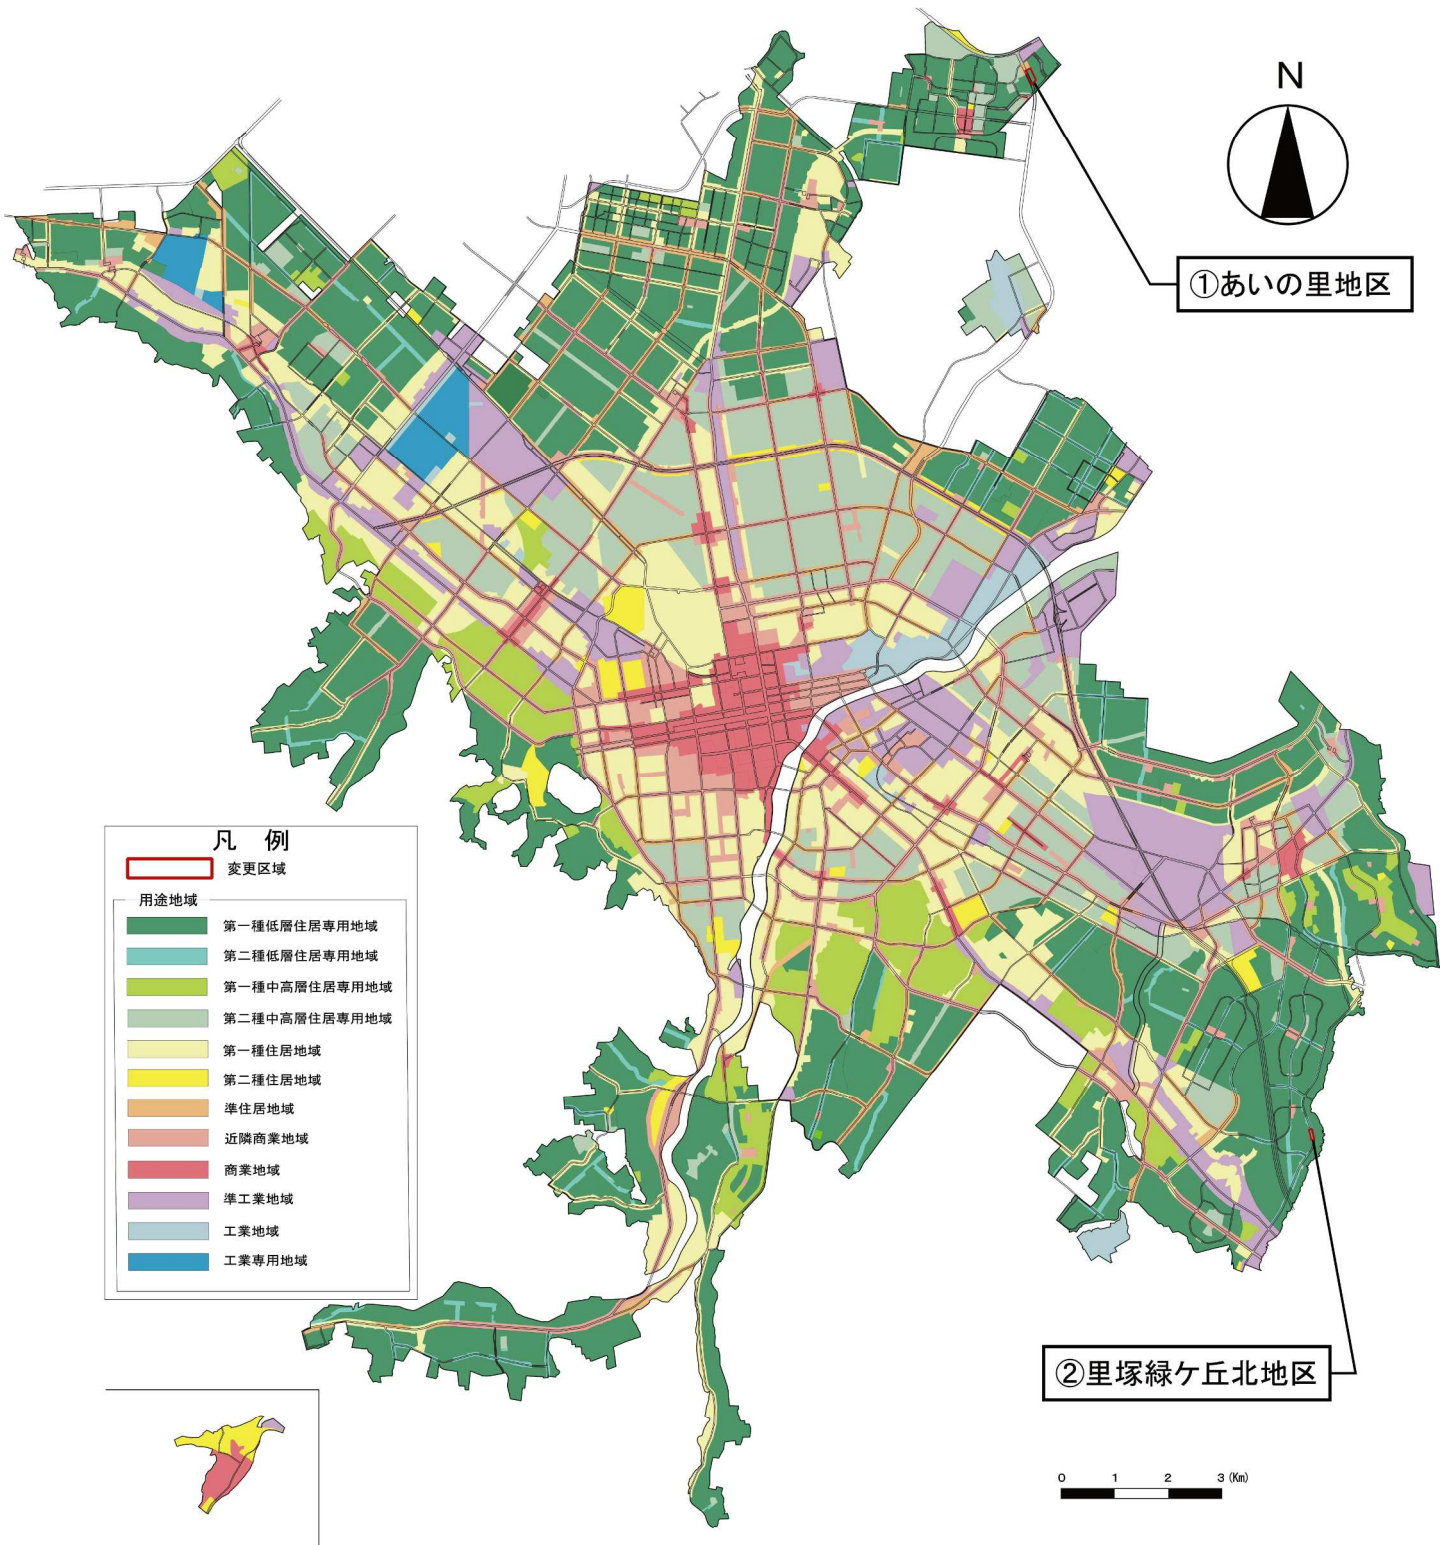 N
①あいの里地区
凡 例
変更区域
用途地域
第一種低層住居専用地域
第二種低層住居専用地域
第一種中高層住居専用地域
第二種中高層住居専用地域
第一種住居地域
第二種住居地域
準住居地域
近隣商業地域
商業地域
準工業地域
工業地域
工業専用地域
②里塚緑ケ丘北地区
0 1 2 3 (Km)